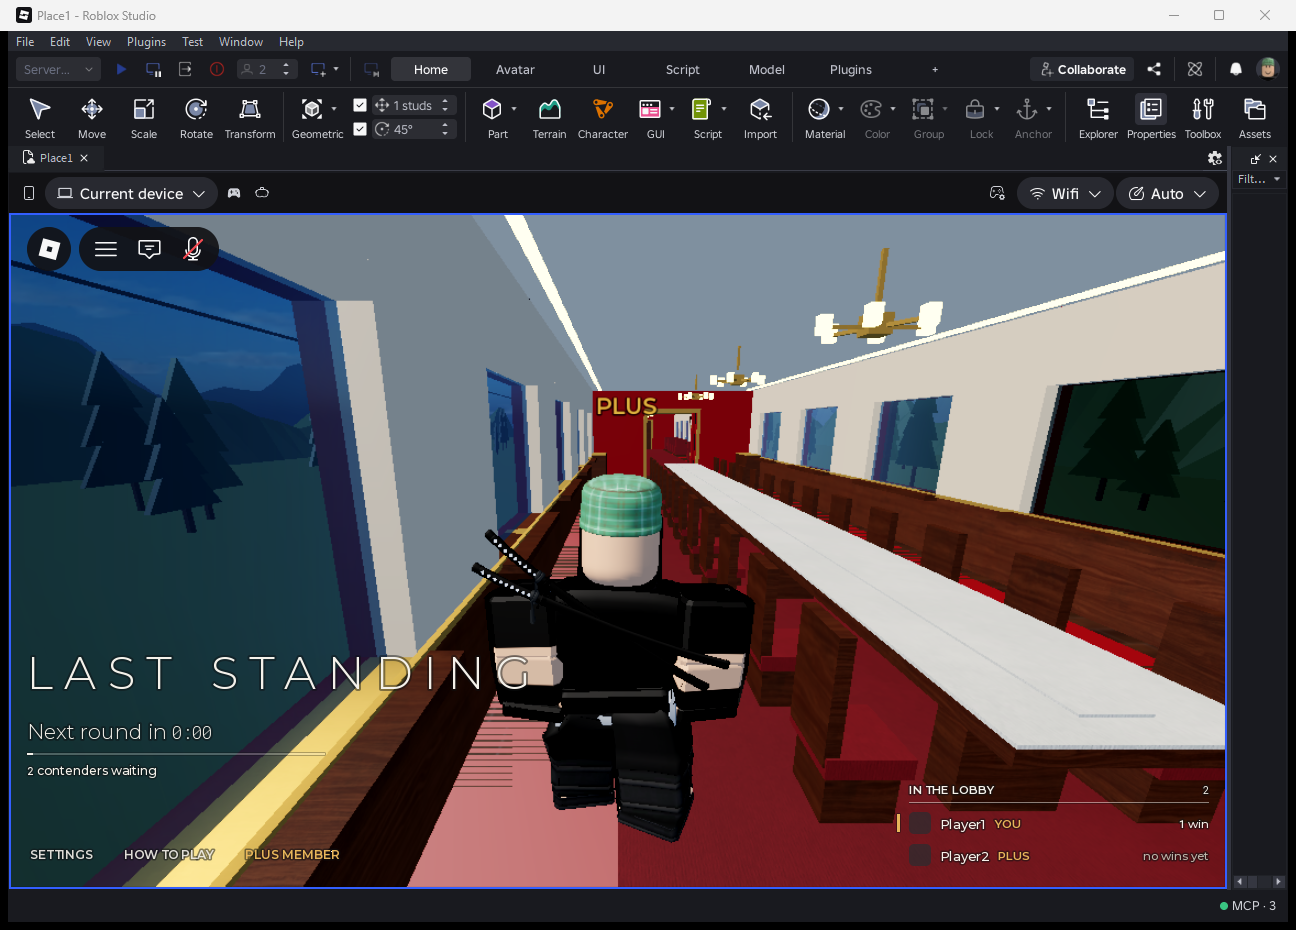 Place1 - Roblox Studio
File Edit View Plugins Test Window Help
Server... 2 Home Avatar UI Script Model Plugins + Collaborate
1 studs
45°
Select Move Scale Rotate Transform Geometric Part Terrain Character GUI Script Import Material Color Group Lock Anchor Explorer Properties Toolbox Assets
Place1
Filt...
Current device Wifi Auto
PLUS
LAST STANDING
Next round in 0:00
2 contenders waiting
SETTINGS HOW TO PLAY PLUS MEMBER
IN THE LOBBY 2
Player1 YOU 1 win
Player2 PLUS no wins yet
MCP · 3